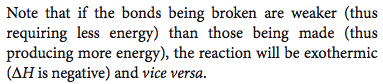 Note that if the bonds being broken are weaker (thus
requiring less energy) than those being made (thus
producing more energy), the reaction will be exothermic
(ΔH is negative) and vice versa.